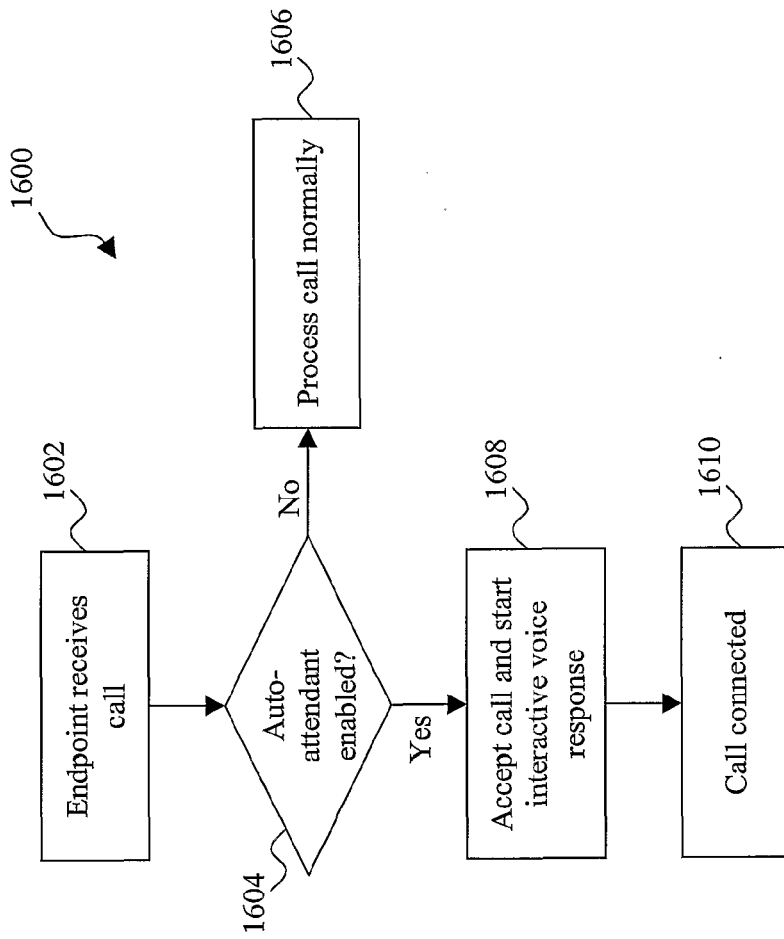 1600
1602
Endpoint receives
call
1604
Auto-
attendant
enabled?
No
1606
Process call normally
Yes
1608
Accept call and start
interactive voice
response
1610
Call connected